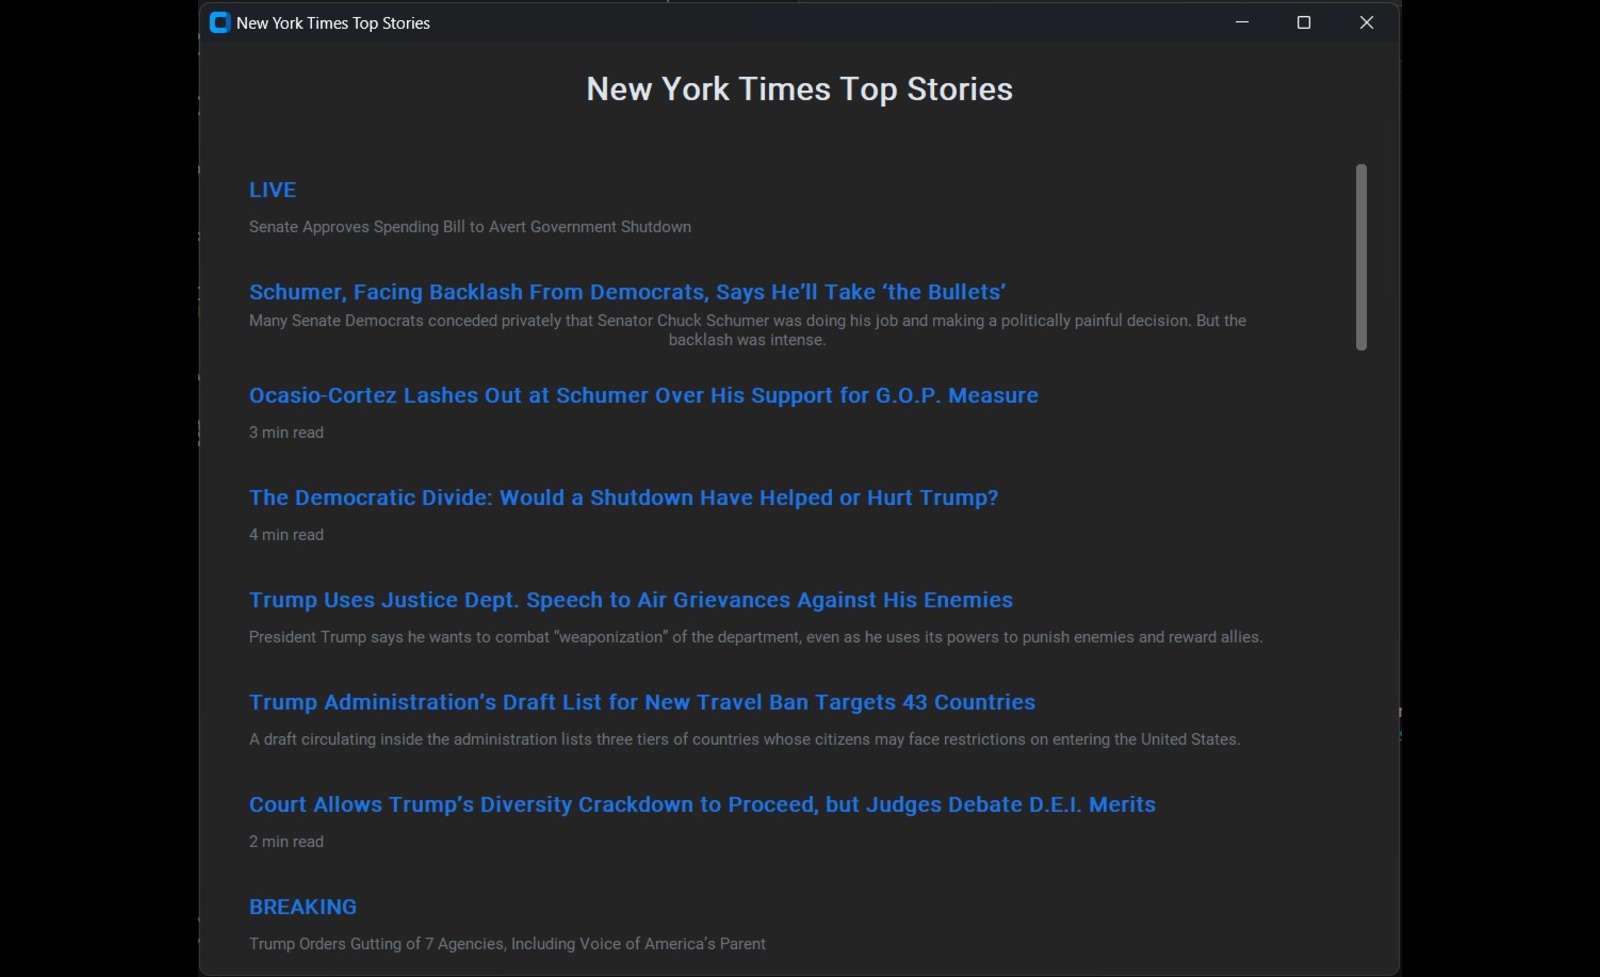 New York Times Top Stories
New York Times Top Stories
LIVE
Senate Approves Spending Bill to Avert Government Shutdown
Schumer, Facing Backlash From Democrats, Says He’ll Take ‘the Bullets’
Many Senate Democrats conceded privately that Senator Chuck Schumer was doing his job and making a politically painful decision. But the
backlash was intense.
Ocasio-Cortez Lashes Out at Schumer Over His Support for G.O.P. Measure
3 min read
The Democratic Divide: Would a Shutdown Have Helped or Hurt Trump?
4 min read
Trump Uses Justice Dept. Speech to Air Grievances Against His Enemies
President Trump says he wants to combat “weaponization” of the department, even as he uses its powers to punish enemies and reward allies.
Trump Administration’s Draft List for New Travel Ban Targets 43 Countries
A draft circulating inside the administration lists three tiers of countries whose citizens may face restrictions on entering the United States.
Court Allows Trump’s Diversity Crackdown to Proceed, but Judges Debate D.E.I. Merits
2 min read
BREAKING
Trump Orders Gutting of 7 Agencies, Including Voice of America’s Parent